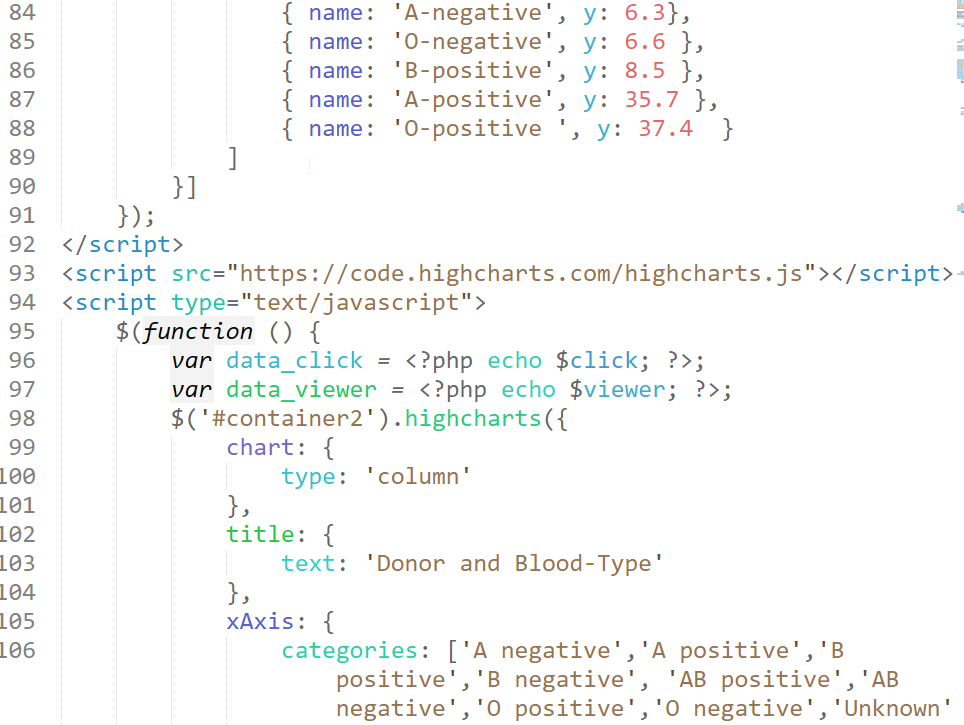 84 { name: 'A-negative', y: 6.3},
85 { name: 'O-negative', y: 6.6 },
86 { name: 'B-positive', y: 8.5 },
87 { name: 'A-positive', y: 35.7 },
88 { name: 'O-positive ', y: 37.4  }
89 ]
90 }]
91 });
92 </script>
93 <script src="https://code.highcharts.com/highcharts.js"></script>
94 <script type="text/javascript">
95 $(function () {
96 var data_click = <?php echo $click; ?>;
97 var data_viewer = <?php echo $viewer; ?>;
98 $('#container2').highcharts({
99 chart: {
100 type: 'column'
101 },
102 title: {
103 text: 'Donor and Blood-Type'
104 },
105 xAxis: {
106 categories: ['A negative','A positive','B
positive','B negative', 'AB positive','AB
negative','O positive','O negative','Unknown'